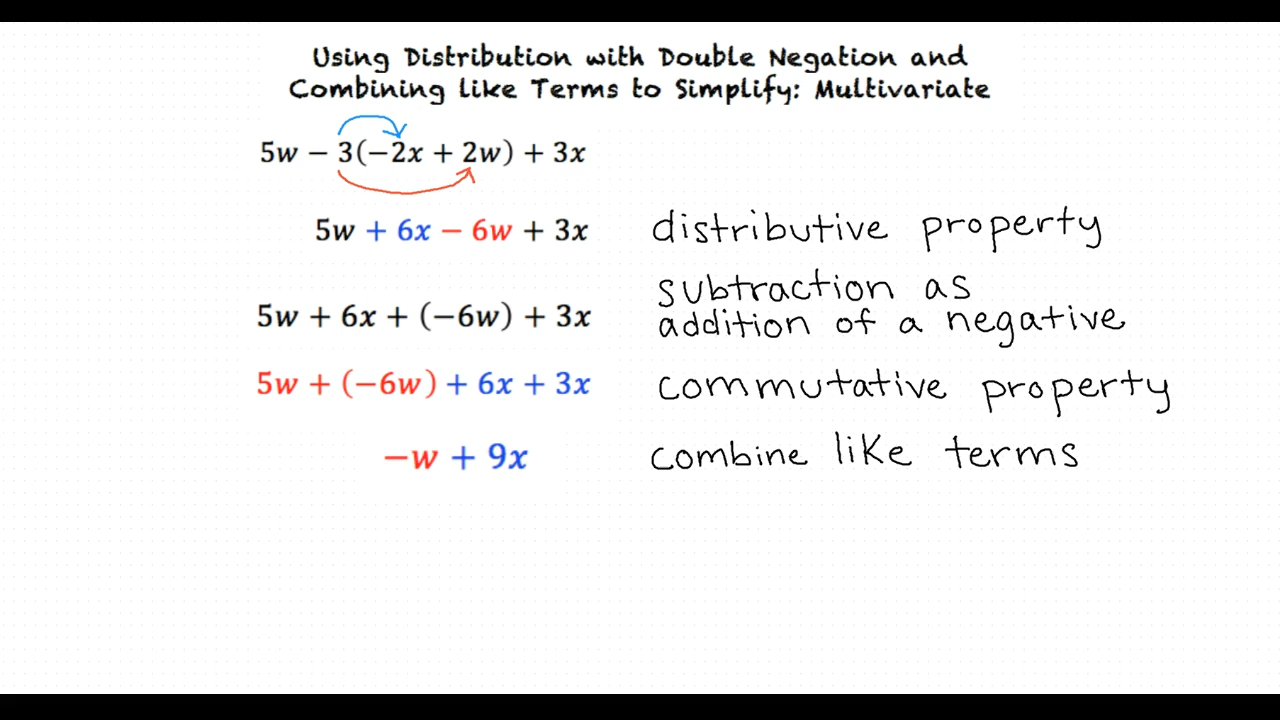 Using Distribution with Double Negation and
Combining like Terms to Simplify: Multivariate
5w − 3(−2x + 2w) + 3x
5w + 6x − 6w + 3x distributive property
5w + 6x + (−6w) + 3x subtraction as
addition of a negative
5w + (−6w) + 6x + 3x commutative property
−w + 9x combine like terms